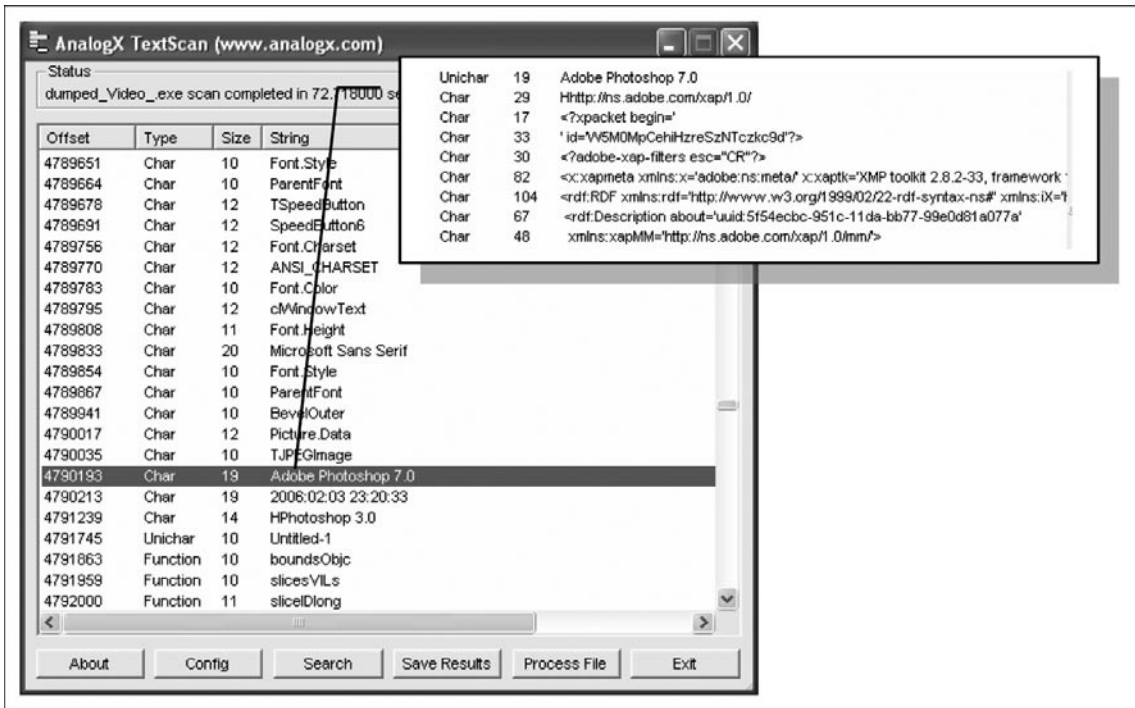 AnalogX TextScan (www.analogx.com)
Status
dumped_Video_.exe scan completed in 72.718000
Offset Type Size String
4789651 Char 10 Font.Style
4789664 Char 10 ParentFont
4789678 Char 12 TSpeedButton
4789691 Char 12 SpeedButton6
4789756 Char 12 Font.Charset
4789770 Char 12 ANSI_CHARSET
4789783 Char 10 Font.Color
4789795 Char 12 clWindowText
4789808 Char 11 Font.Height
4789833 Char 20 Microsoft Sans Serif
4789854 Char 10 Font.Style
4789867 Char 10 ParentFont
4789941 Char 10 BevelOuter
4790017 Char 12 Picture.Data
4790035 Char 10 TJPEGImage
4790193 Char 19 Adobe Photoshop 7.0
4790213 Char 19 2006:02:03 23:20:33
4791239 Char 14 HPhotoshop 3.0
4791745 Unichar 10 Untitled-1
4791863 Function 10 boundsObjc
4791959 Function 10 slicesVlLs
4792000 Function 11 sliceIDlong
About Config Search Save Results Process File Exit
Unichar 19 Adobe Photoshop 7.0
Char 29 Hhttp://ns.adobe.com/xap/1.0/
Char 17 <?xpacket begin='
Char 33 ' id='W5M0MpCehiHzreSzNTczkc9d'?>
Char 30 <?adobe-xap-filters esc="CR"?>
Char 82 <x:xapmeta xmlns:x='adobe:ns:meta/' x:xaptk='XMP toolkit 2.8.2-33, framework
Char 104 <rdf:RDF xmlns:rdf='http://www.w3.org/1999/02/22-rdf-syntax-ns#' xmlns:iX='
Char 67 <rdf:Description about='uuid:5f54ecbc-951c-11da-bb77-99e0d81a077a'
Char 48 xmlns:xapMM='http://ns.adobe.com/xap/1.0/mm/'>